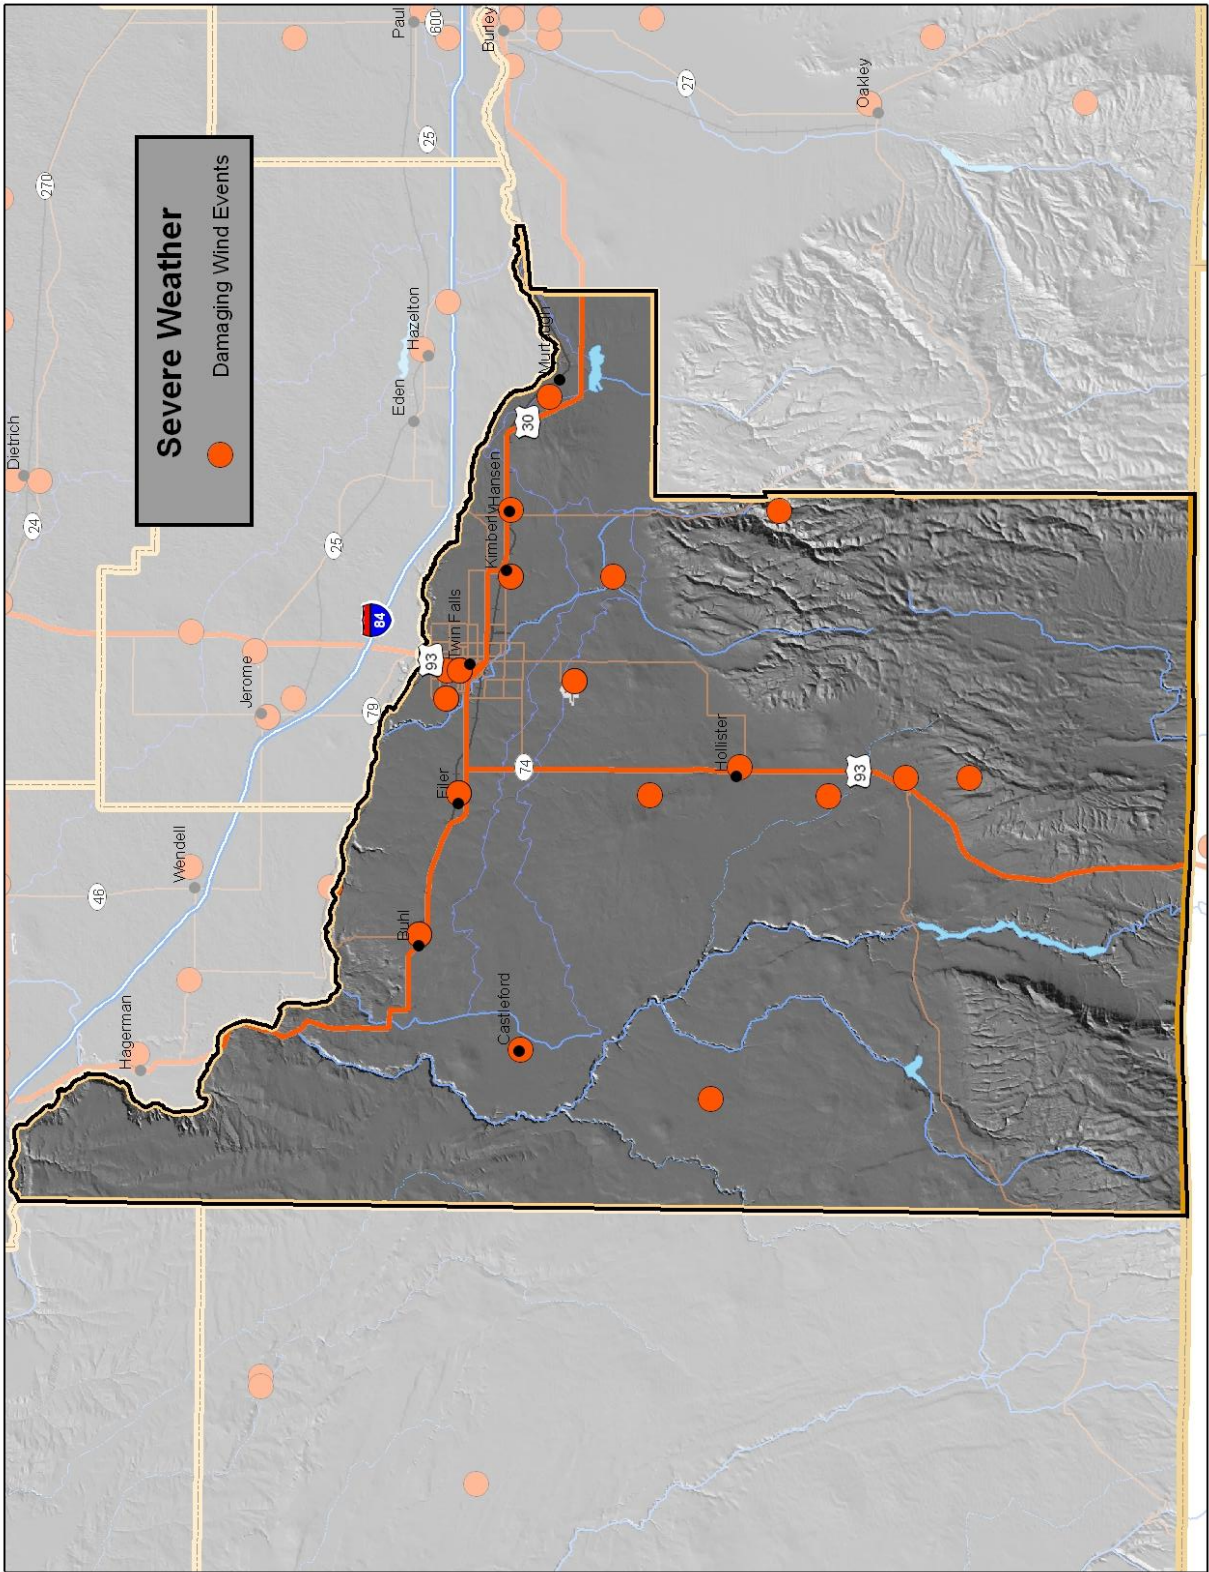 Severe Weather
Damaging Wind Events
Paul
600
Burley
27
Oakley
25
270
Hazelton
Eden
Murtaugh
30
Dietrich
24
25
Hansen
Kimberly
84
Twin Falls
93
Jerome
79
Hollister
74
93
Filer
Wendell
46
Buhl
Castleford
Hagerman